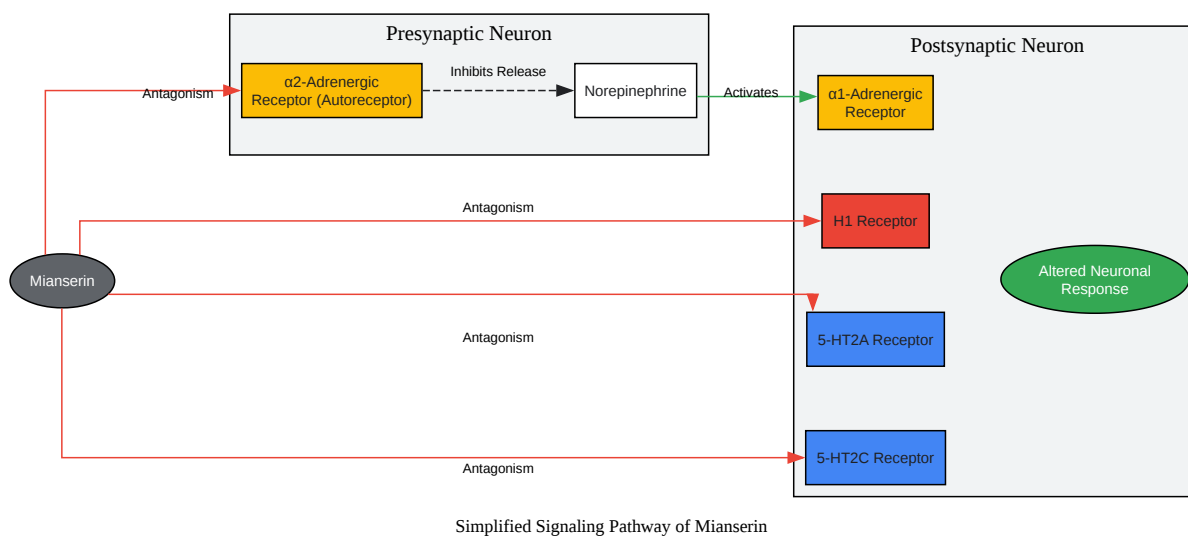 Presynaptic Neuron
Postsynaptic Neuron
α2-Adrenergic
Receptor (Autoreceptor)
Inhibits Release
Norepinephrine
Activates
α1-Adrenergic
Receptor
Antagonism
Antagonism
H1 Receptor
Mianserin
Altered Neuronal
Response
Antagonism
5-HT2A Receptor
Antagonism
5-HT2C Receptor
Simplified Signaling Pathway of Mianserin